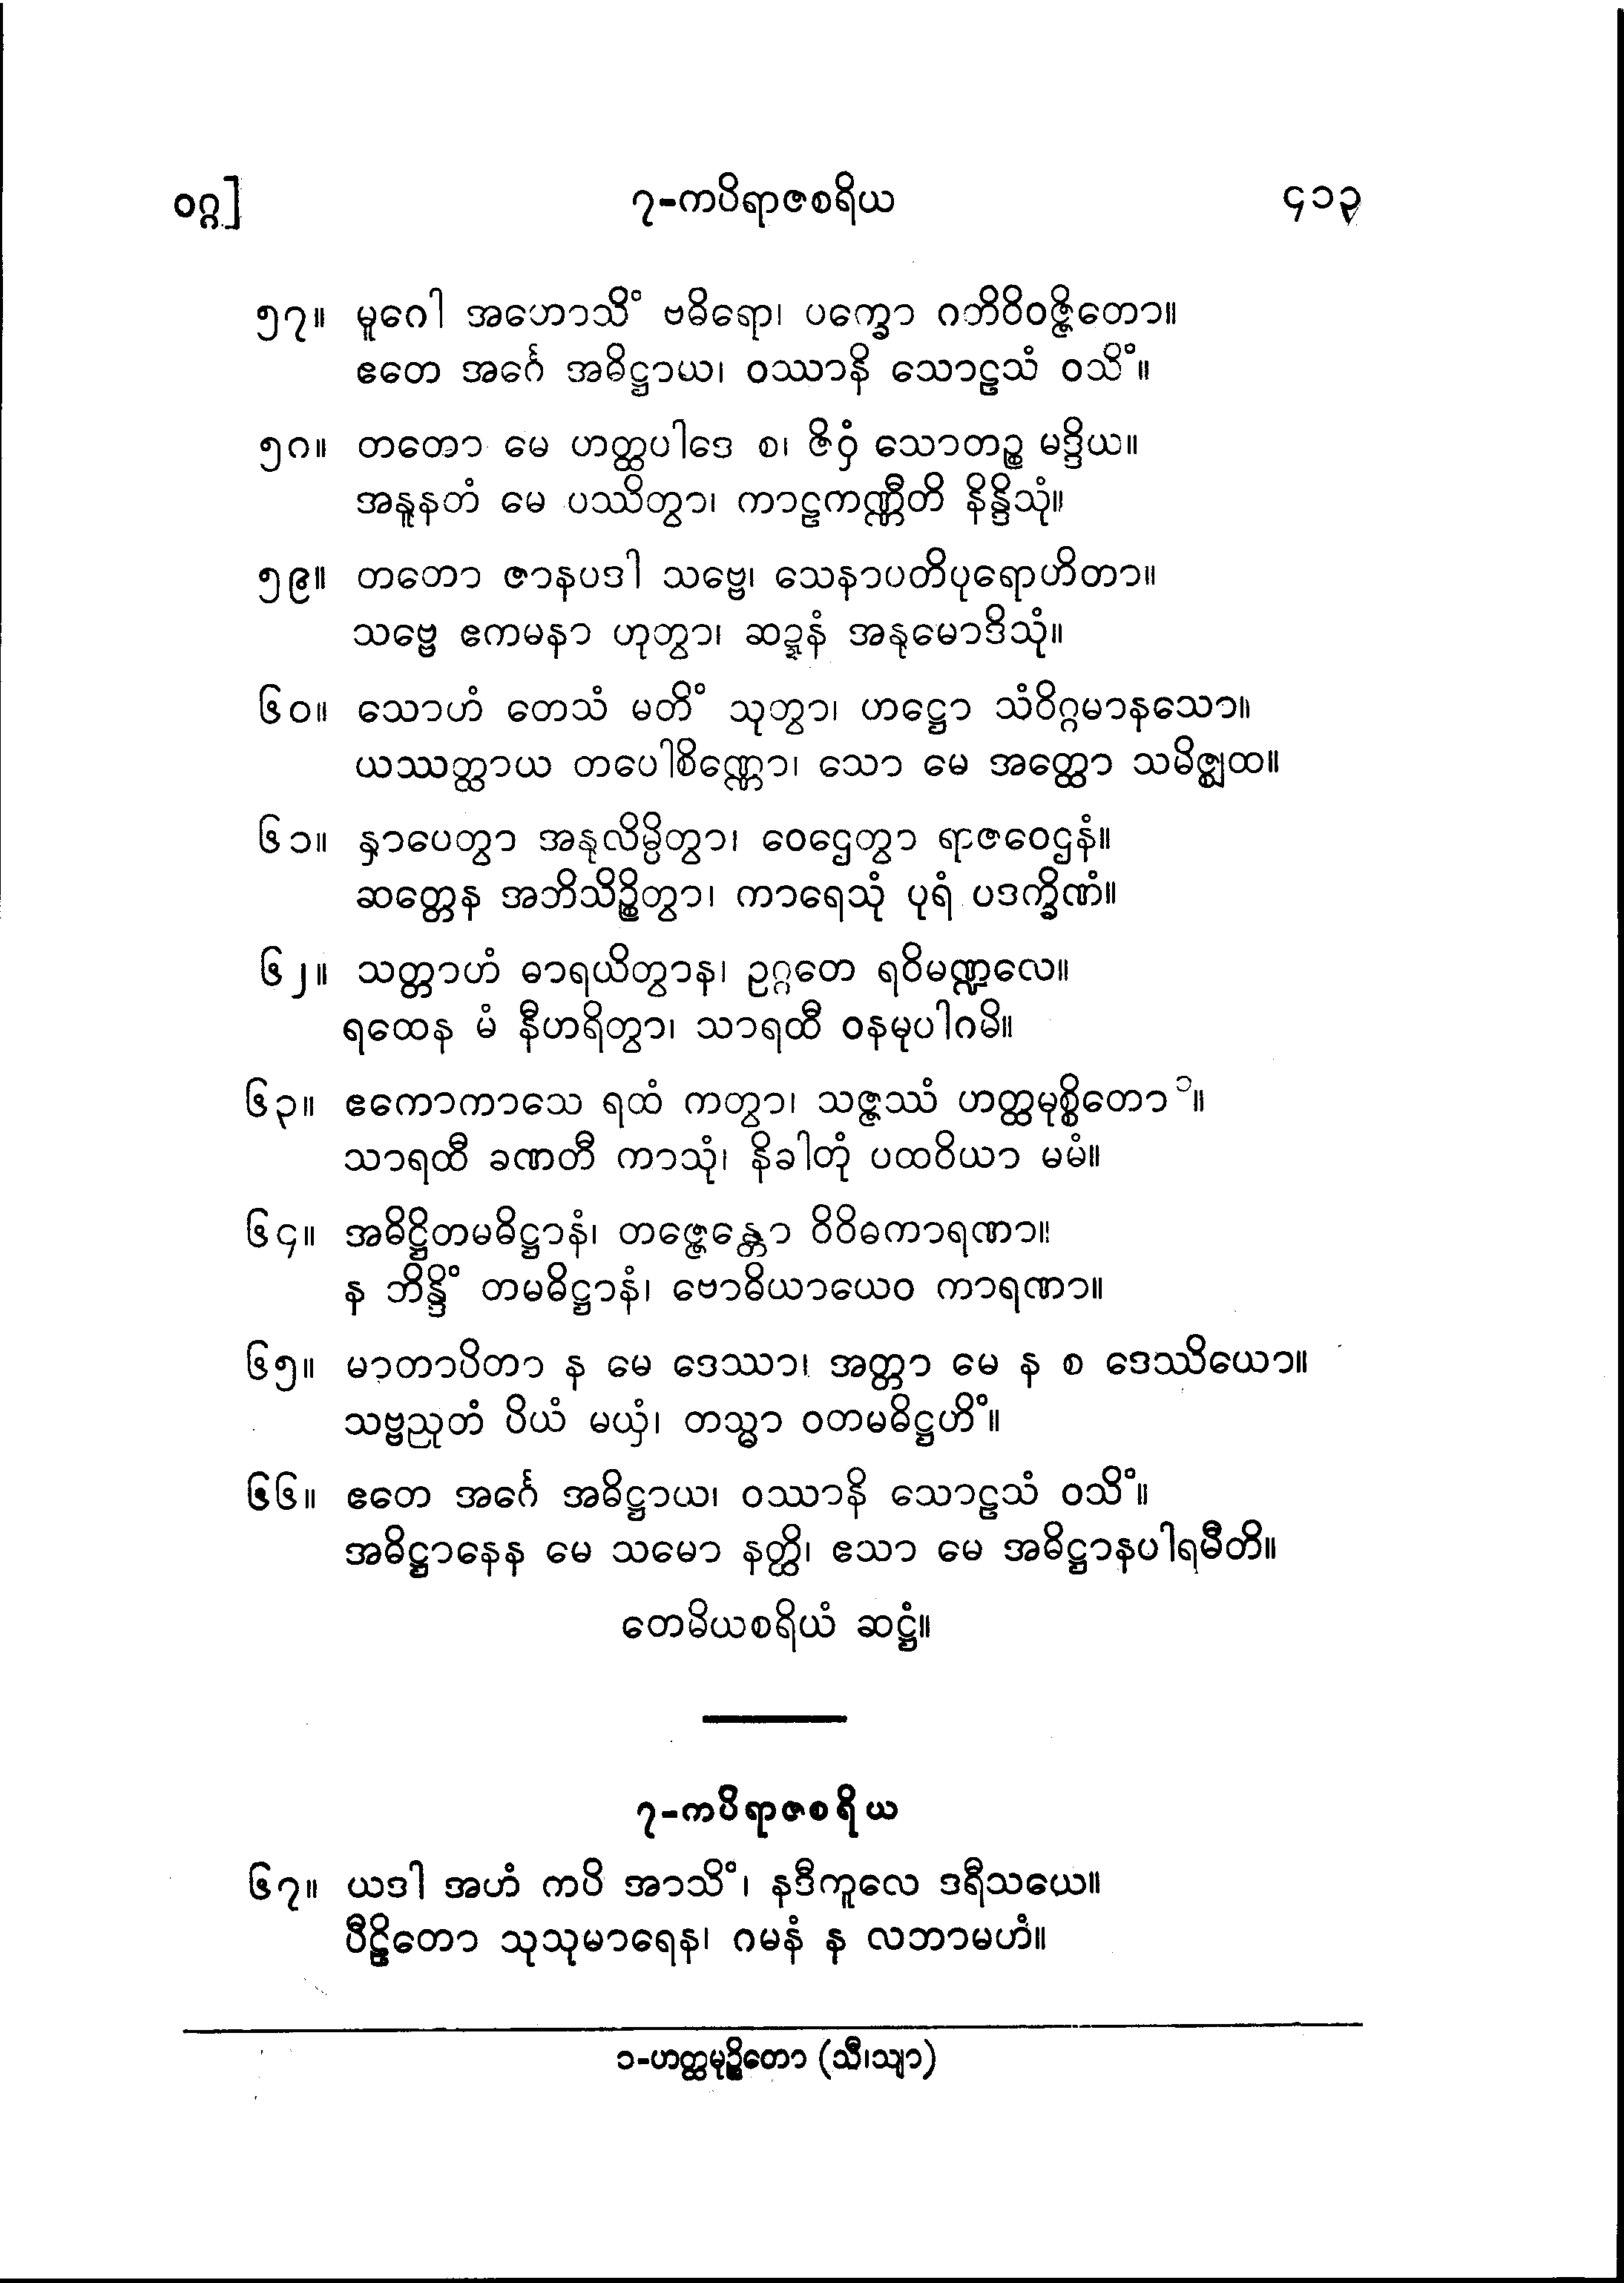 ဝဂ္ဂ] ၇-ကပိရာဇစရိယ ၄၁၃
၅၇။ မူဂေါ အဟောသိံ ဗဓိရော၊ ပက္ခော ဂတိဝိဝဇ္ဇိတော။
ဧတေ အင်္ဂေ အဓိဋ္ဌာယ၊ ဝဿာနိ သောဠသံ ဝသိံ။
၅၈။ တတော မေ ဟတ္ထပါဒေ စ၊ ဇိဝှံ သောတဉ္စ မဒ္ဒိယ။
အနူနတံ မေ ပဿိတွာ၊ ကာဠကဏ္ဏီတိ နိန္ဒိသုံ။
၅၉။ တတော ဇာနပဒါ သဗ္ဗေ၊ သေနာပတိပုရောဟိတာ။
သဗ္ဗေ ဧကမနာ ဟုတွာ၊ ဆဍ္ဍနံ အနုမောဒိသုံ။
၆၀။ သောဟံ တေသံ မတိံ သုတွာ၊ ဟဋ္ဌော သံဝိဂ္ဂမာနသော။
ယဿတ္ထာယ တပေါစိဏ္ဏော၊ သော မေ အတ္ထော သမိဇ္ဈထ။
၆၁။ နှာပေတွာ အနုလိမ္ပိတွာ၊ ဝေဌေတွာ ရာဇဝေဌနံ။
ဆတ္တေန အဘိသိဉ္စိတွာ၊ ကာရေသုံ ပုရံ ပဒက္ခိဏံ။
၆၂။ သတ္တာဟံ ဓာရယိတွာန၊ ဥဂ္ဂတေ ရဝိမဏ္ဍလေ။
ရထေန မံ နီဟရိတွာ၊ သာရထီ ဝနမုပါဂမိ။
၆၃။ ဧကောကာသေ ရထံ ကတွာ၊ သဇ္ဇဿံ ဟတ္ထမုစ္စိတော ၁။
သာရထီ ခဏတီ ကာသုံ၊ နိခါတုံ ပထဝိယာ မမံ။
၆၄။ အဓိဋ္ဌိတမဓိဋ္ဌာနံ၊ တဇ္ဇေန္တော ဝိဝိဓကာရဏာ။
န ဘိန္ဒိံ တမဓိဋ္ဌာနံ၊ ဗောဓိယာယေဝ ကာရဏာ။
၆၅။ မာတာပိတာ န မေ ဒေဿာ၊ အတ္တာ မေ န စ ဒေဿိယော။
သဗ္ဗညုတံ ပိယံ မယှံ၊ တသ္မာ ဝတမဓိဋ္ဌဟိံ။
၆၆။ ဧတေ အင်္ဂေ အဓိဋ္ဌာယ၊ ဝဿာနိ သောဠသံ ဝသိံ။
အဓိဋ္ဌာနေန မေ သမော နတ္ထိ၊ ဧသာ မေ အဓိဋ္ဌာနပါရမီတိ။
တေမိယစရိယံ ဆဋ္ဌံ။
၇-ကပိရာဇစရိယ
၆၇။ ယဒါ အဟံ ကပိ အာသိံ၊ နဒီကူလေ ဒရီသယေ။
ပီဠိတော သုသုမာရေန၊ ဂမနံ န လဘာမဟံ။
၁-ဟတ္ထမုဉ္စိတော (သီ၊သျာ)